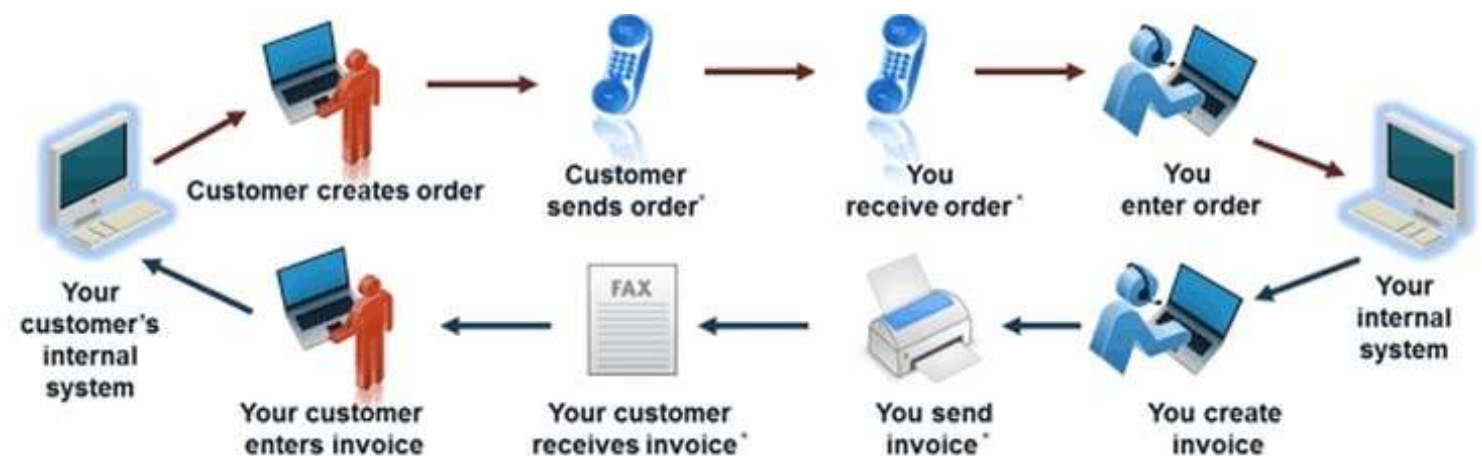 Customer creates order
Customer
sends order*
You
receive order*
You
enter order
Your
customer's
internal
system
FAX
Your
internal
system
Your customer
enters invoice
Your customer
receives invoice*
You send
invoice*
You create
invoice